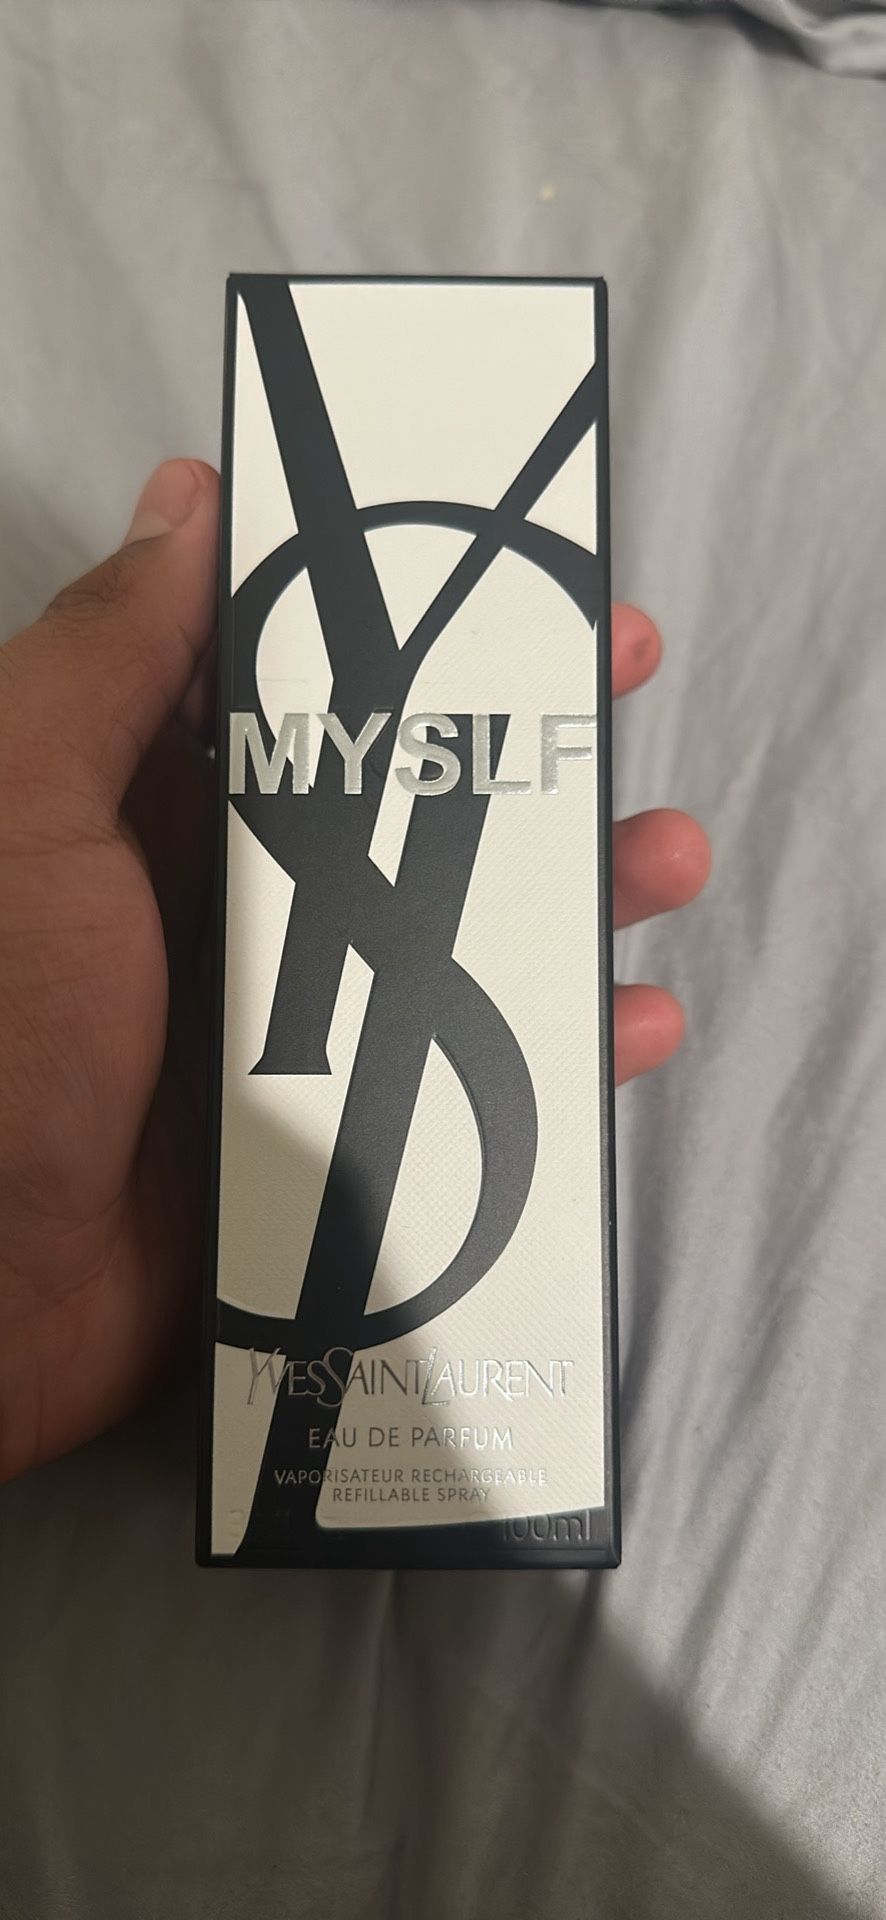 MYSLF
YVESSAINTLAURENT
EAU DE PARFUM
VAPORISATEUR RECHARGEABLE
REFILLABLE SPRAY
100ml